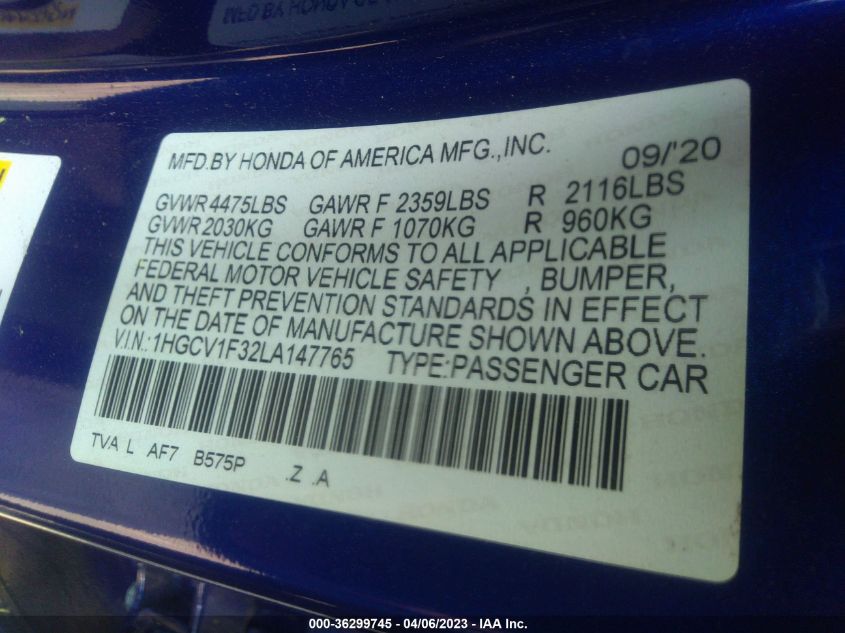 MFD.BY HONDA OF AMERICA MFG.,INC. 09/'20
GVWR 4475LBS GAWR F 2359LBS R 2116LBS
GVWR 2030KG GAWR F 1070KG R 960KG
THIS VEHICLE CONFORMS TO ALL APPLICABLE
FEDERAL MOTOR VEHICLE SAFETY , BUMPER,
AND THEFT PREVENTION STANDARDS IN EFFECT
ON THE DATE OF MANUFACTURE SHOWN ABOVE.
V.I.N.:1HGCV1F32LA147765 TYPE:PASSENGER CAR
TVA L AF7 B575P .Z .A
000-36299745 - 04/06/2023 - IAA Inc.